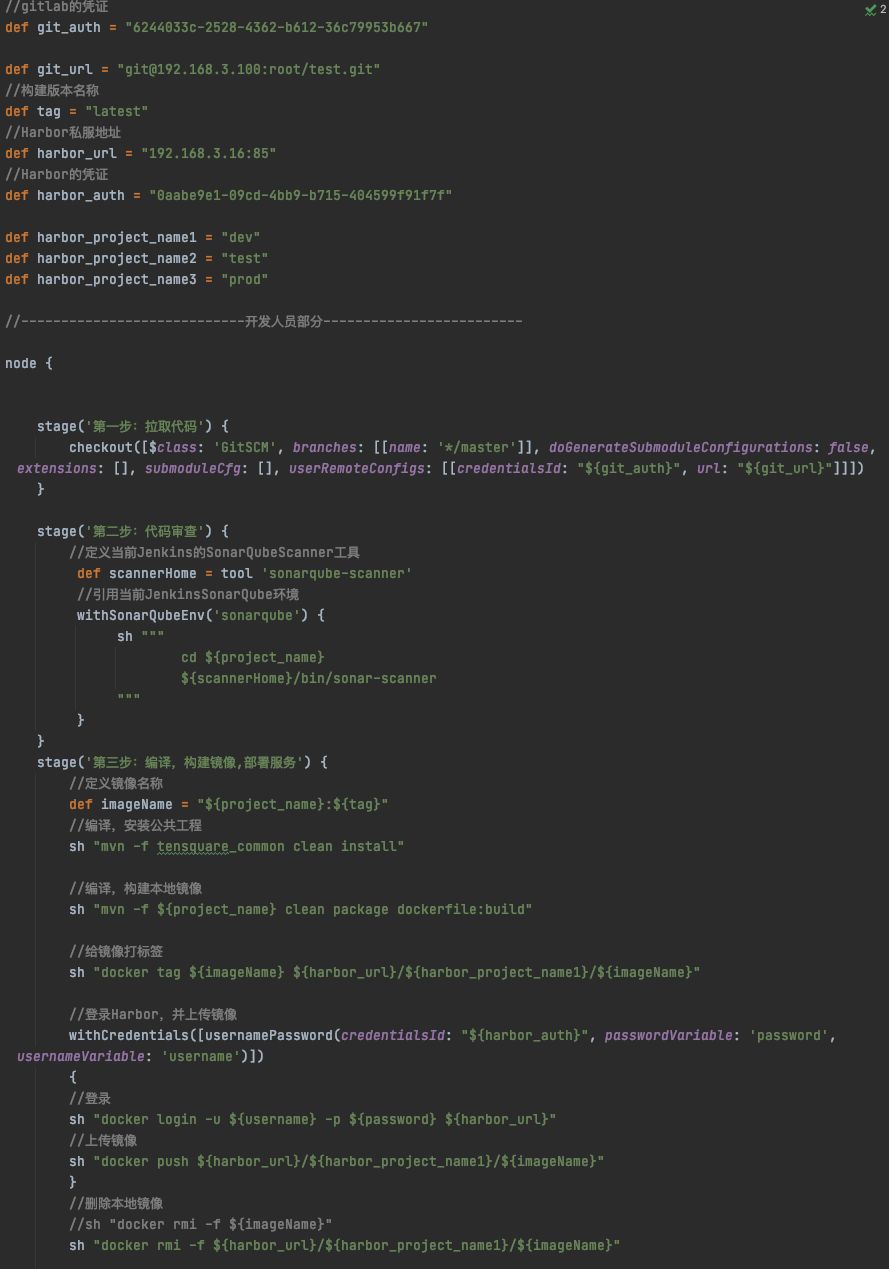 //gitlab的凭证
def git_auth = "6244033c-2528-4362-b612-36c79953b667"
def git_url = "git@192.168.3.100:root/test.git"
//构建版本名称
def tag = "latest"
//Harbor私服地址
def harbor_url = "192.168.3.16:85"
//Harbor的凭证
def harbor_auth = "0aabe9e1-09cd-4bb9-b715-404599f91f7f"
def harbor_project_name1 = "dev"
def harbor_project_name2 = "test"
def harbor_project_name3 = "prod"
//----------------------------开发人员部分-------------------------
node {
stage('第一步: 拉取代码') {
checkout([$class: 'GitSCM', branches: [[name: '*/master']], doGenerateSubmoduleConfigurations: false,
extensions: [], submoduleCfg: [], userRemoteConfigs: [[credentialsId: "${git_auth}", url: "${git_url}"]]])
}
stage('第二步: 代码审查') {
//定义当前Jenkins的SonarQubeScanner工具
def scannerHome = tool 'sonarqube-scanner'
//引用当前JenkinsSonarQube环境
withSonarQubeEnv('sonarqube') {
sh """
cd ${project_name}
${scannerHome}/bin/sonar-scanner
"""
}
}
stage('第三步: 编译, 构建镜像,部署服务') {
//定义镜像名称
def imageName = "${project_name}:${tag}"
//编译, 安装公共工程
sh "mvn -f tensquare_common clean install"
//编译, 构建本地镜像
sh "mvn -f ${project_name} clean package dockerfile:build"
//给镜像打标签
sh "docker tag ${imageName} ${harbor_url}/${harbor_project_name1}/${imageName}"
//登录Harbor, 并上传镜像
withCredentials([usernamePassword(credentialsId: "${harbor_auth}", passwordVariable: 'password',
usernameVariable: 'username')])
{
//登录
sh "docker login -u ${username} -p ${password} ${harbor_url}"
//上传镜像
sh "docker push ${harbor_url}/${harbor_project_name1}/${imageName}"
}
//删除本地镜像
//sh "docker rmi -f ${imageName}"
sh "docker rmi -f ${harbor_url}/${harbor_project_name1}/${imageName}"
2